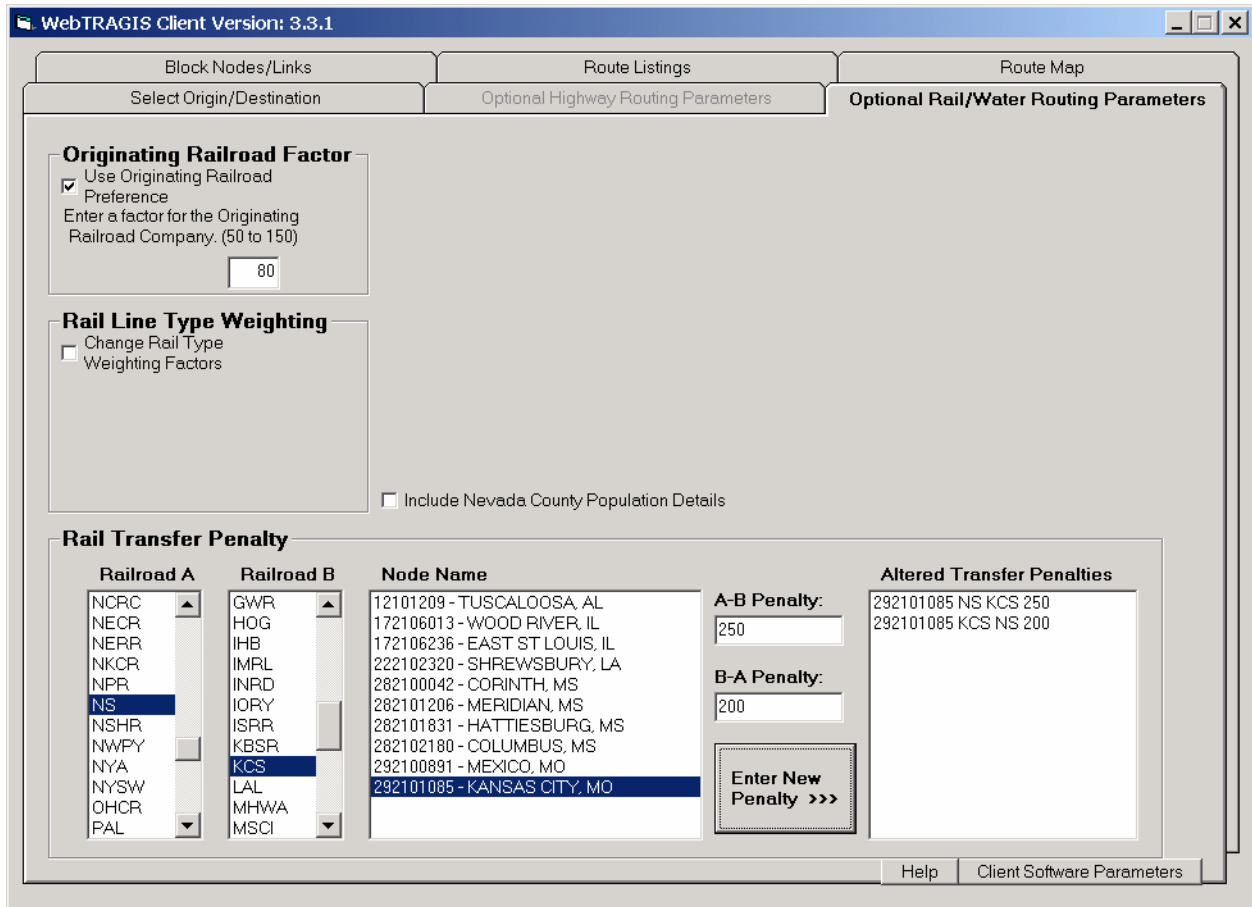 WebTRAGIS Client Version: 3.3.1
Block Nodes/Links
Route Listings
Route Map
Select Origin/Destination
Optional Highway Routing Parameters
Optional Rail/Water Routing Parameters
Originating Railroad Factor
Use Originating Railroad
Preference
Enter a factor for the Originating
Railroad Company. (50 to 150)
80
Rail Line Type Weighting
Change Rail Type
Weighting Factors
Include Nevada County Population Details
Rail Transfer Penalty
Railroad A
NCRC
NECR
NERR
NKCR
NPR
NS
NSHR
NWPY
NYA
NYSW
OHCR
PAL
Railroad B
GWR
HOG
IHB
IMRL
INRD
IORY
ISRR
KBSR
KCS
LAL
MHWA
MSCI
Node Name
12101209 - TUSCALOOSA, AL
172106013 - WOOD RIVER, IL
172106236 - EAST ST LOUIS, IL
222102320 - SHREWSBURY, LA
282100042 - CORINTH, MS
282101206 - MERIDIAN, MS
282101831 - HATTIESBURG, MS
282102180 - COLUMBUS, MS
292100891 - MEXICO, MO
292101085 - KANSAS CITY, MO
A-B Penalty:
250
B-A Penalty:
200
Enter New
Penalty >>>
Altered Transfer Penalties
292101085 NS KCS 250
292101085 KCS NS 200
Help
Client Software Parameters